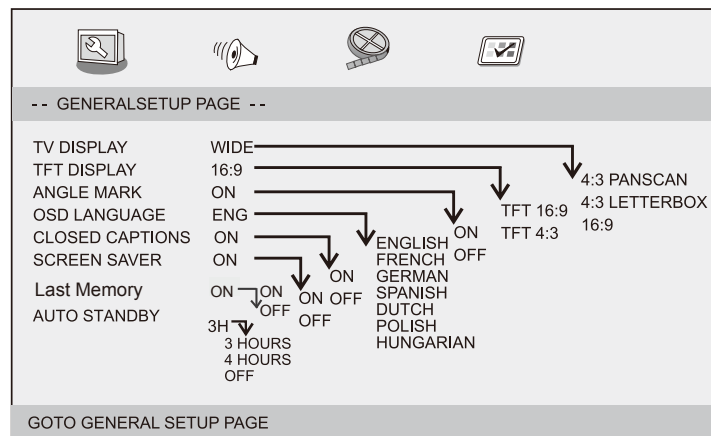 -- GENERALSETUP PAGE --
TV DISPLAY WIDE
4:3 PANSCAN
4:3 LETTERBOX
16:9
TFT DISPLAY 16:9
TFT 16:9
TFT 4:3
ANGLE MARK ON
ON
OFF
OSD LANGUAGE ENG
ENGLISH
FRENCH
GERMAN
SPANISH
DUTCH
POLISH
HUNGARIAN
CLOSED CAPTIONS ON
ON
OFF
SCREEN SAVER ON
ON
OFF
Last Memory ON
ON
OFF
AUTO STANDBY 3H
3 HOURS
4 HOURS
OFF
GOTO GENERAL SETUP PAGE